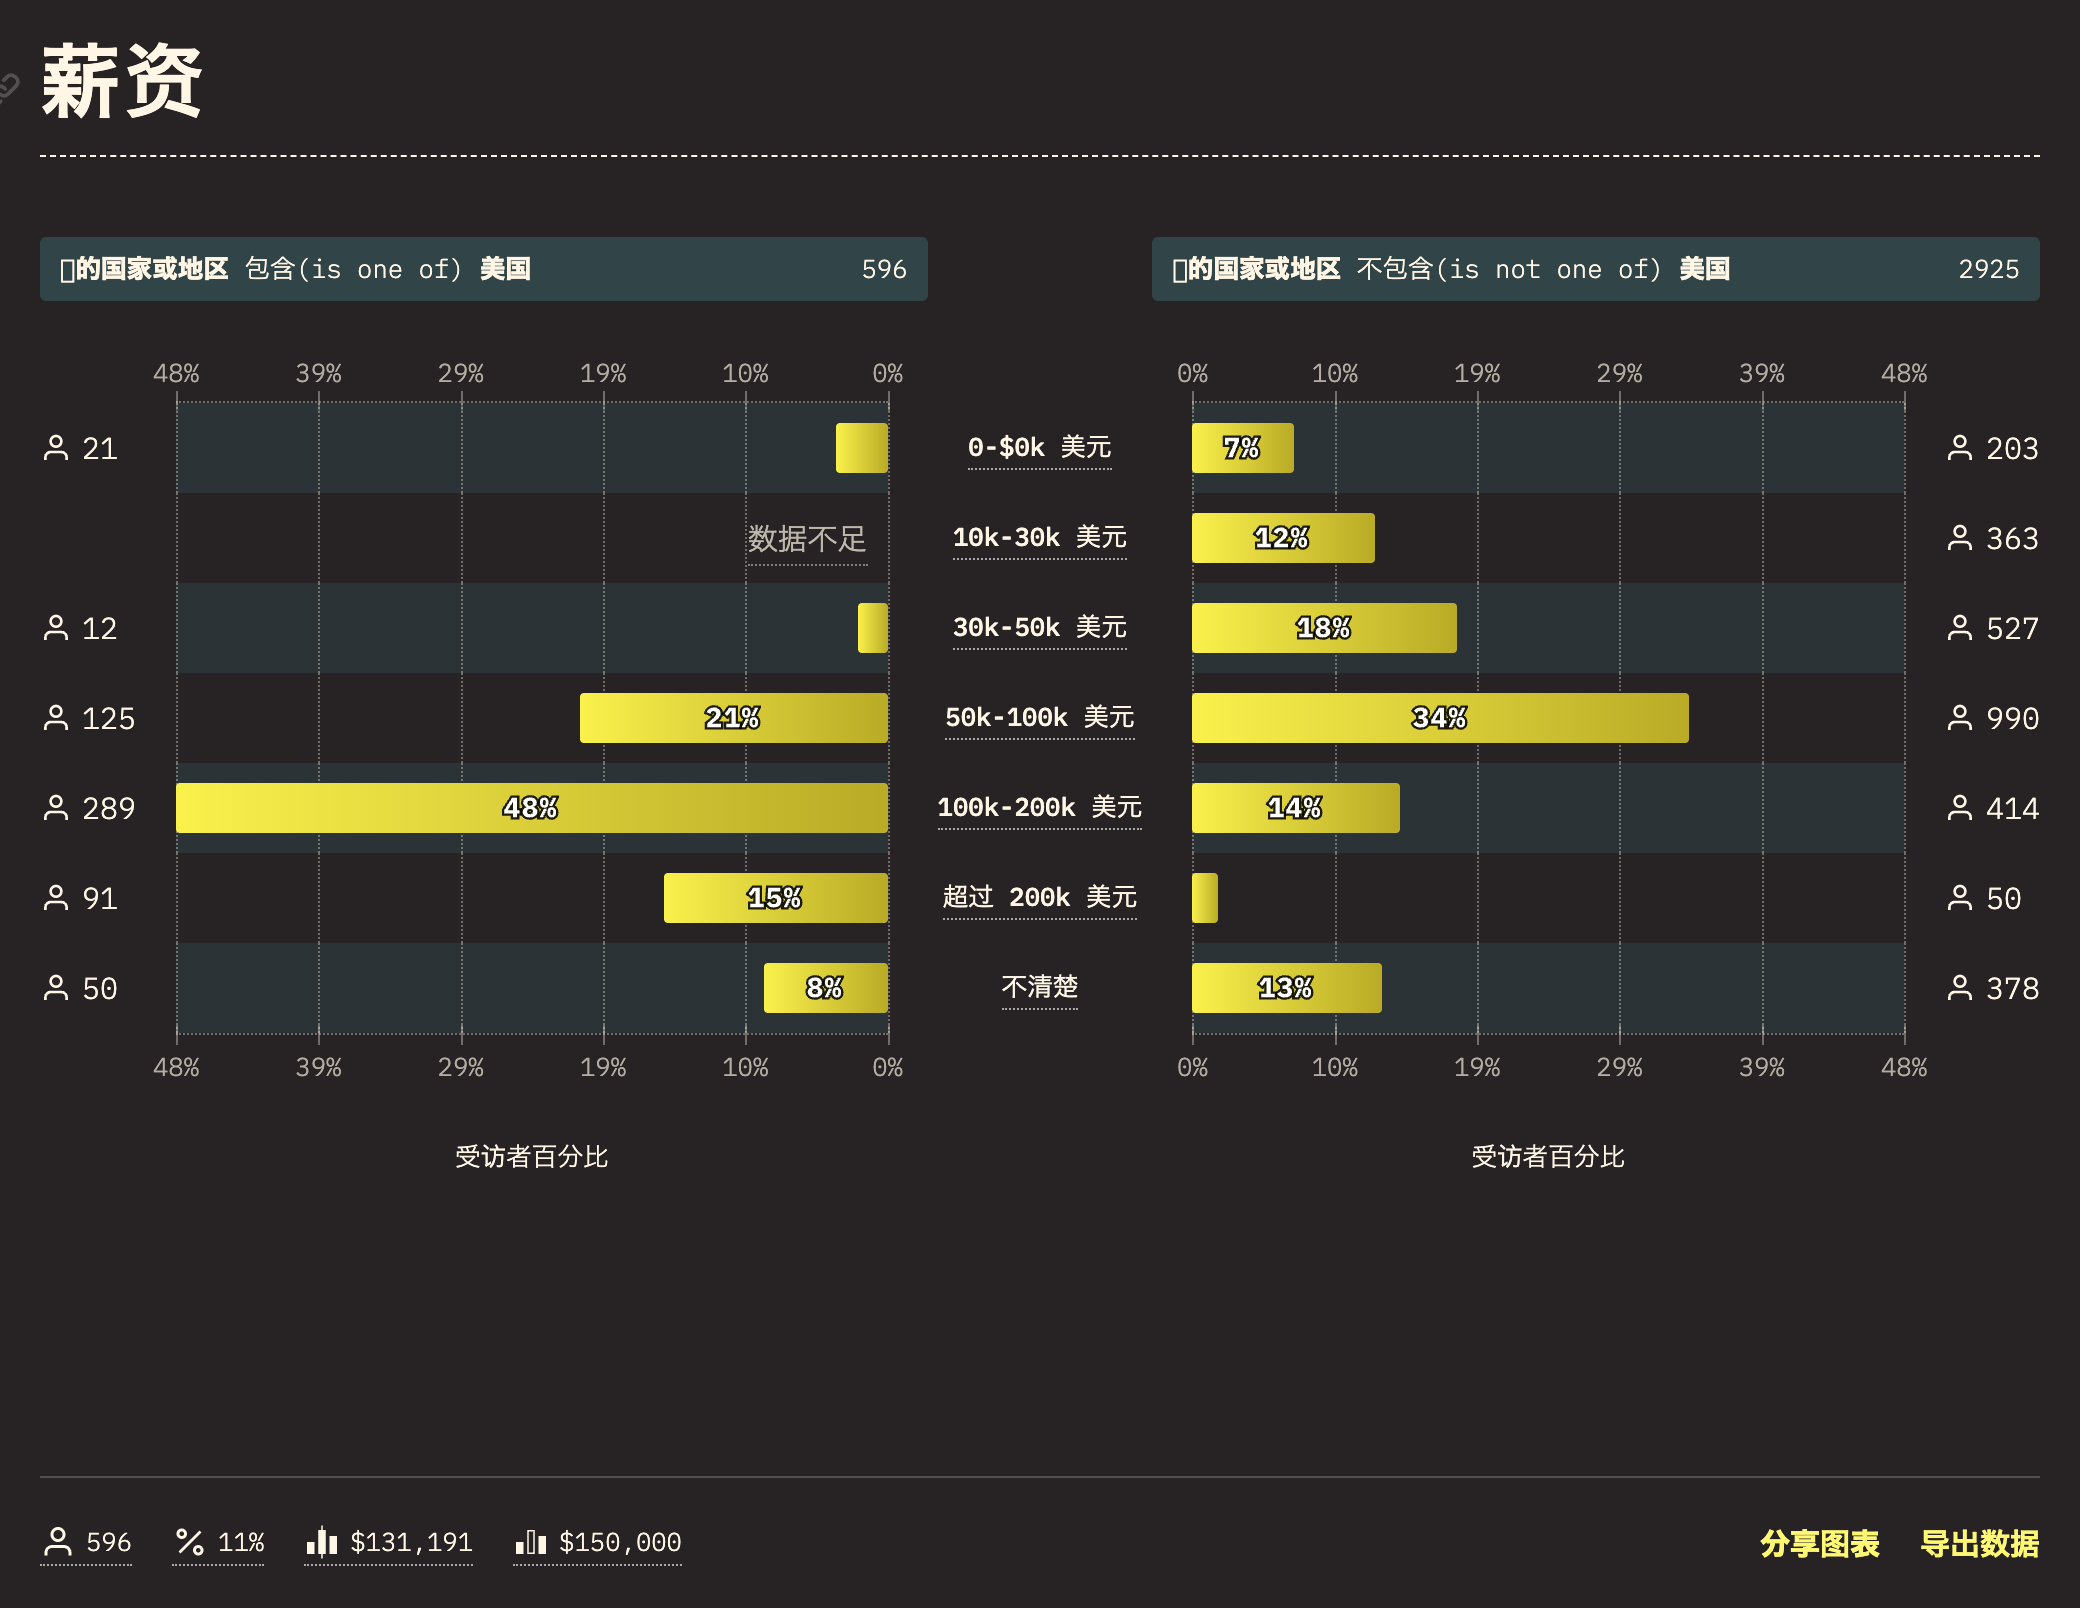 薪资
的国家或地区 包含(is one of) 美国 596
的国家或地区 不包含(is not one of) 美国 2925
48% 39% 29% 19% 10% 0%
0% 10% 19% 29% 39% 48%
21 0-$0k 美元 7% 203
数据不足 10k-30k 美元 12% 363
12 30k-50k 美元 18% 527
125 21% 50k-100k 美元 34% 990
289 48% 100k-200k 美元 14% 414
91 15% 超过 200k 美元 50
50 8% 不清楚 13% 378
48% 39% 29% 19% 10% 0%
0% 10% 19% 29% 39% 48%
受访者百分比 受访者百分比
596 11% $131,191 $150,000 分享图表 导出数据